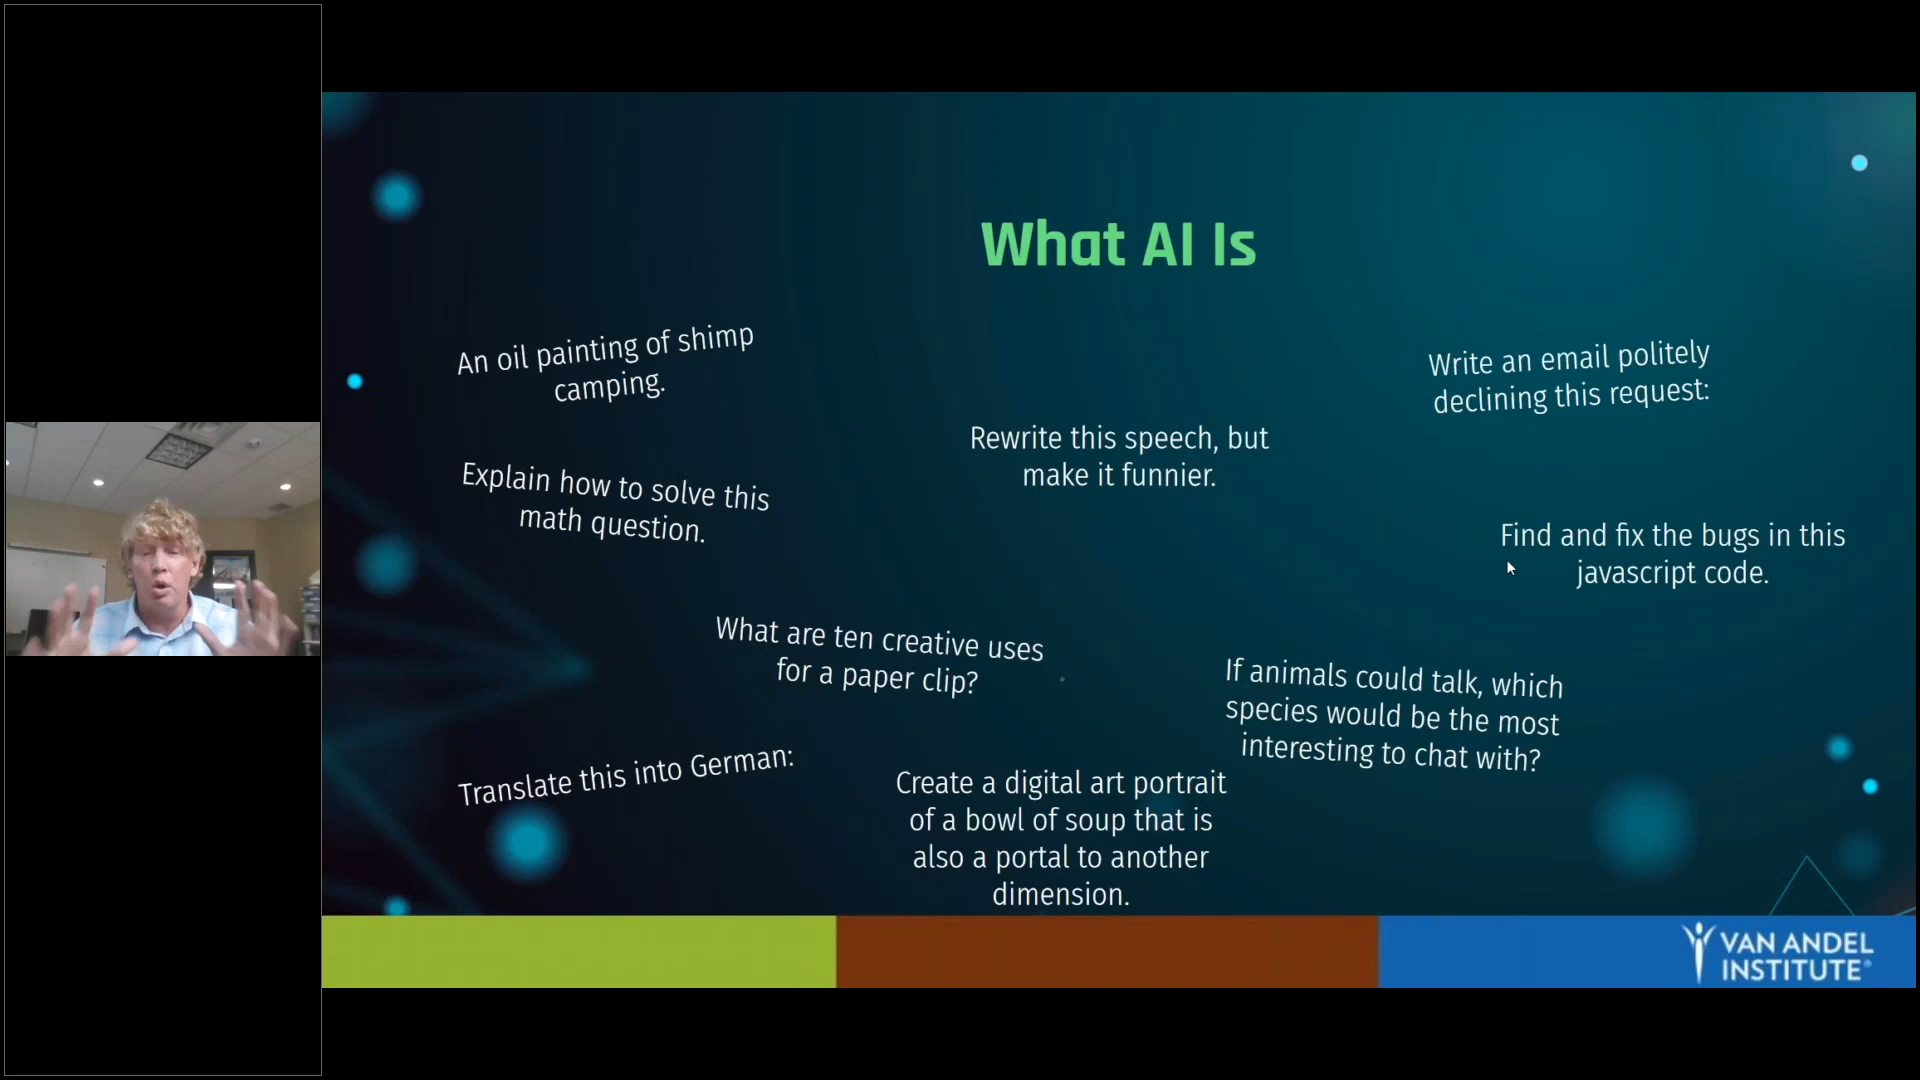 What AI Is
An oil painting of shimp
camping.
Write an email politely
declining this request:
Rewrite this speech, but
make it funnier.
Explain how to solve this
math question.
Find and fix the bugs in this
javascript code.
What are ten creative uses
for a paper clip?
If animals could talk, which
species would be the most
interesting to chat with?
Translate this into German:
Create a digital art portrait
of a bowl of soup that is
also a portal to another
dimension.
VAN ANDEL
INSTITUTE®